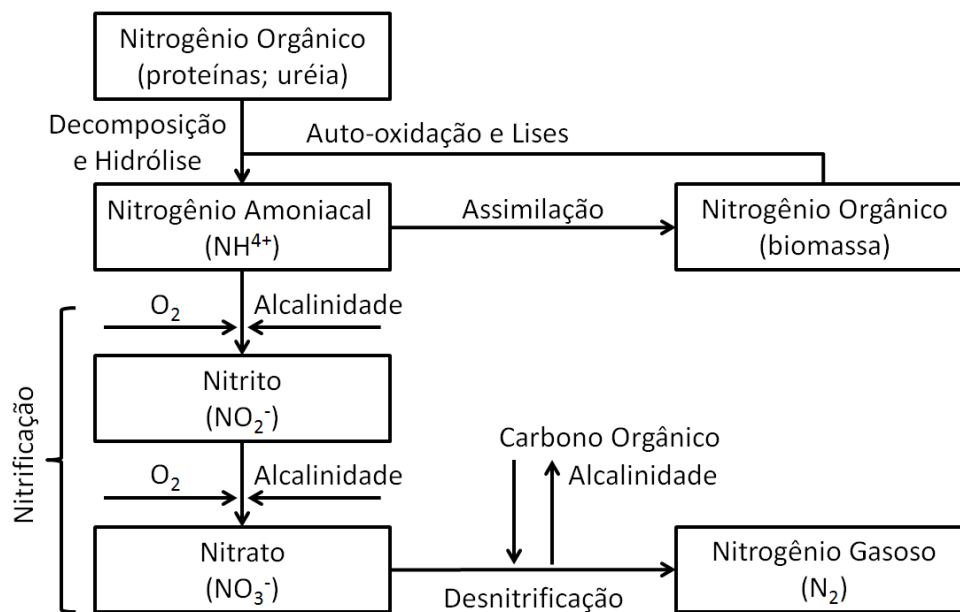 Nitrogênio Orgânico
(proteínas; uréia)
Decomposição
e Hidrólise
Auto-oxidação e Lises
Nitrogênio Amoniacal
(NH⁴⁺)
Assimilação
Nitrogênio Orgânico
(biomassa)
Nitrificação
O₂
Alcalinidade
Nitrito
(NO₂⁻)
O₂
Alcalinidade
Carbono Orgânico
Alcalinidade
Nitrato
(NO₃⁻)
Desnitrificação
Nitrogênio Gasoso
(N₂)